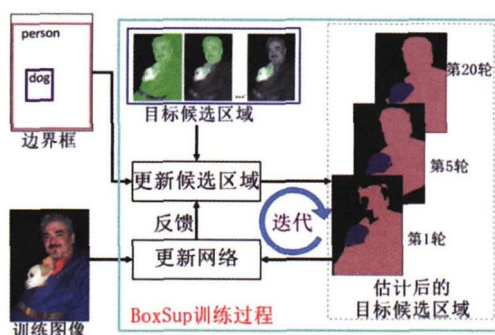 person
dog
边界框
目标候选区域
...
更新候选区域
反馈
迭代
更新网络
训练图像
BoxSup训练过程
第20轮
第5轮
第1轮
估计后的
目标候选区域